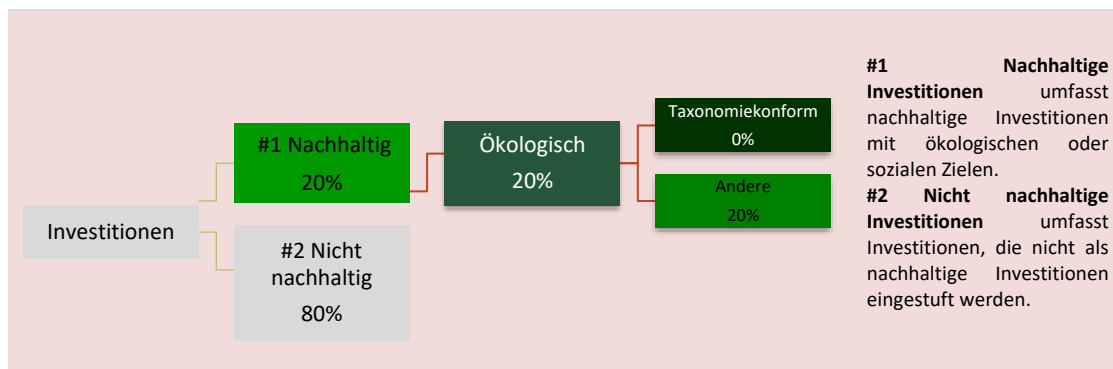 Investitionen
#1 Nachhaltig
20%
#2 Nicht
nachhaltig
80%
Ökologisch
20%
Taxonomiekonform
0%
Andere
20%
#1 Nachhaltige
Investitionen umfasst
nachhaltige Investitionen
mit ökologischen oder
sozialen Zielen.
#2 Nicht nachhaltige
Investitionen umfasst
Investitionen, die nicht als
nachhaltige Investitionen
eingestuft werden.